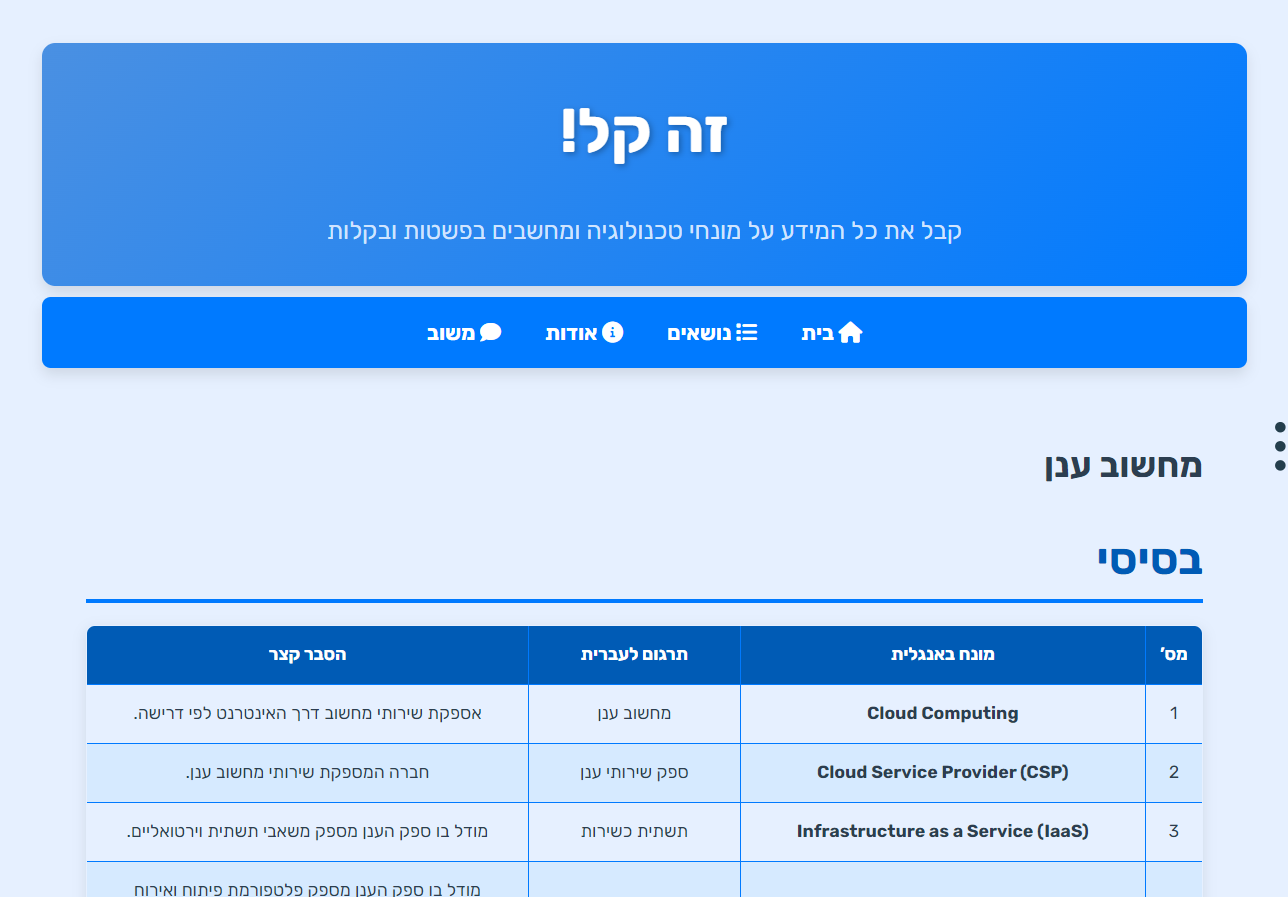 זה קל!
קבל את כל המידע על מונחי טכנולוגיה ומחשבים בפשטות ובקלות
בית נושאים אודות משוב
מחשוב ענן
בסיסי
מס' מונח באנגלית תרגום לעברית הסבר קצר
1 Cloud Computing מחשוב ענן אספקת שירותי מחשוב דרך האינטרנט לפי דרישה.
2 Cloud Service Provider (CSP) ספק שירותי ענן חברה המספקת שירותי מחשוב ענן.
3 Infrastructure as a Service (IaaS) תשתית כשירות מודל בו ספק הענן מספק משאבי תשתית וירטואליים.
מודל בו ספק הענן מספק פלטפורמת פיתוח ואירוח